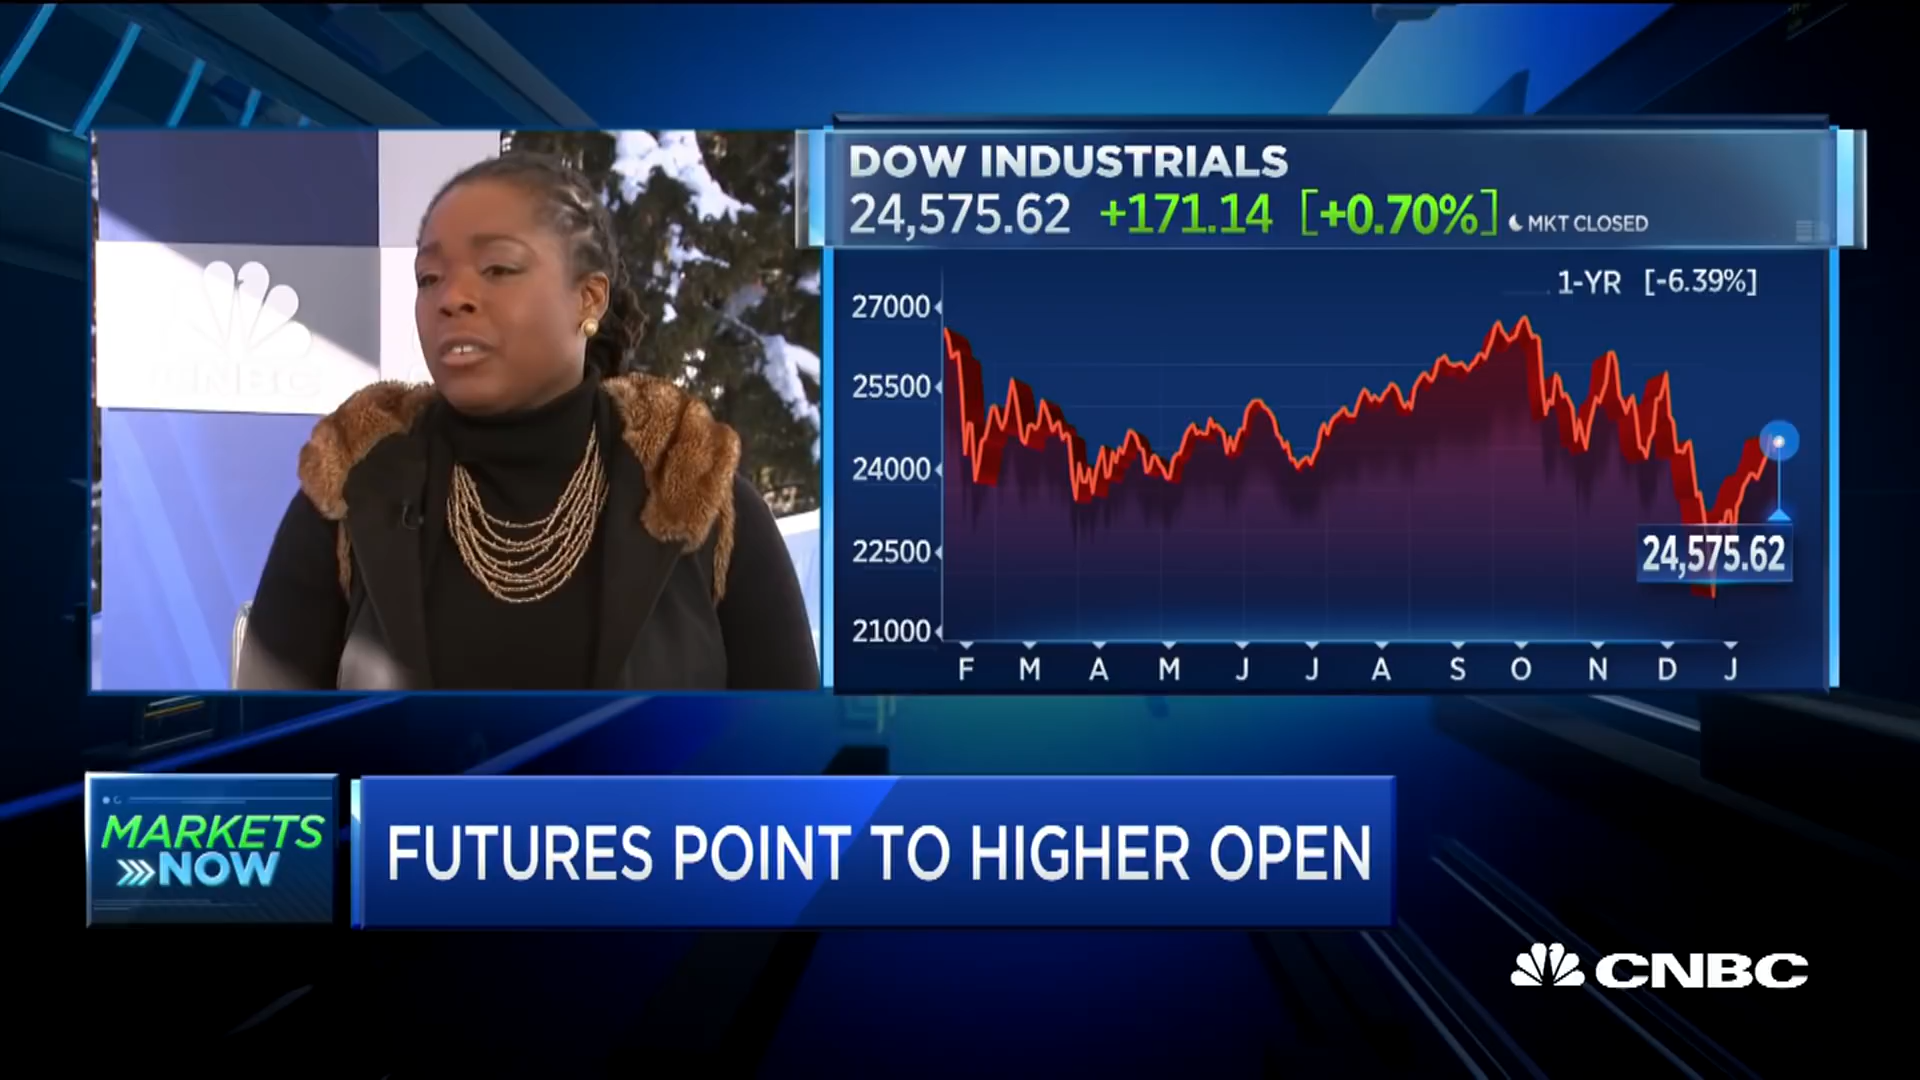 CNBC
DOW INDUSTRIALS
24,575.62 +171.14 [+0.70%] MKT CLOSED
1-YR [-6.39%]
27000
25500
24000
22500
21000
24,575.62
F M A M J J A S O N D J
MARKETS
NOW
FUTURES POINT TO HIGHER OPEN
CNBC